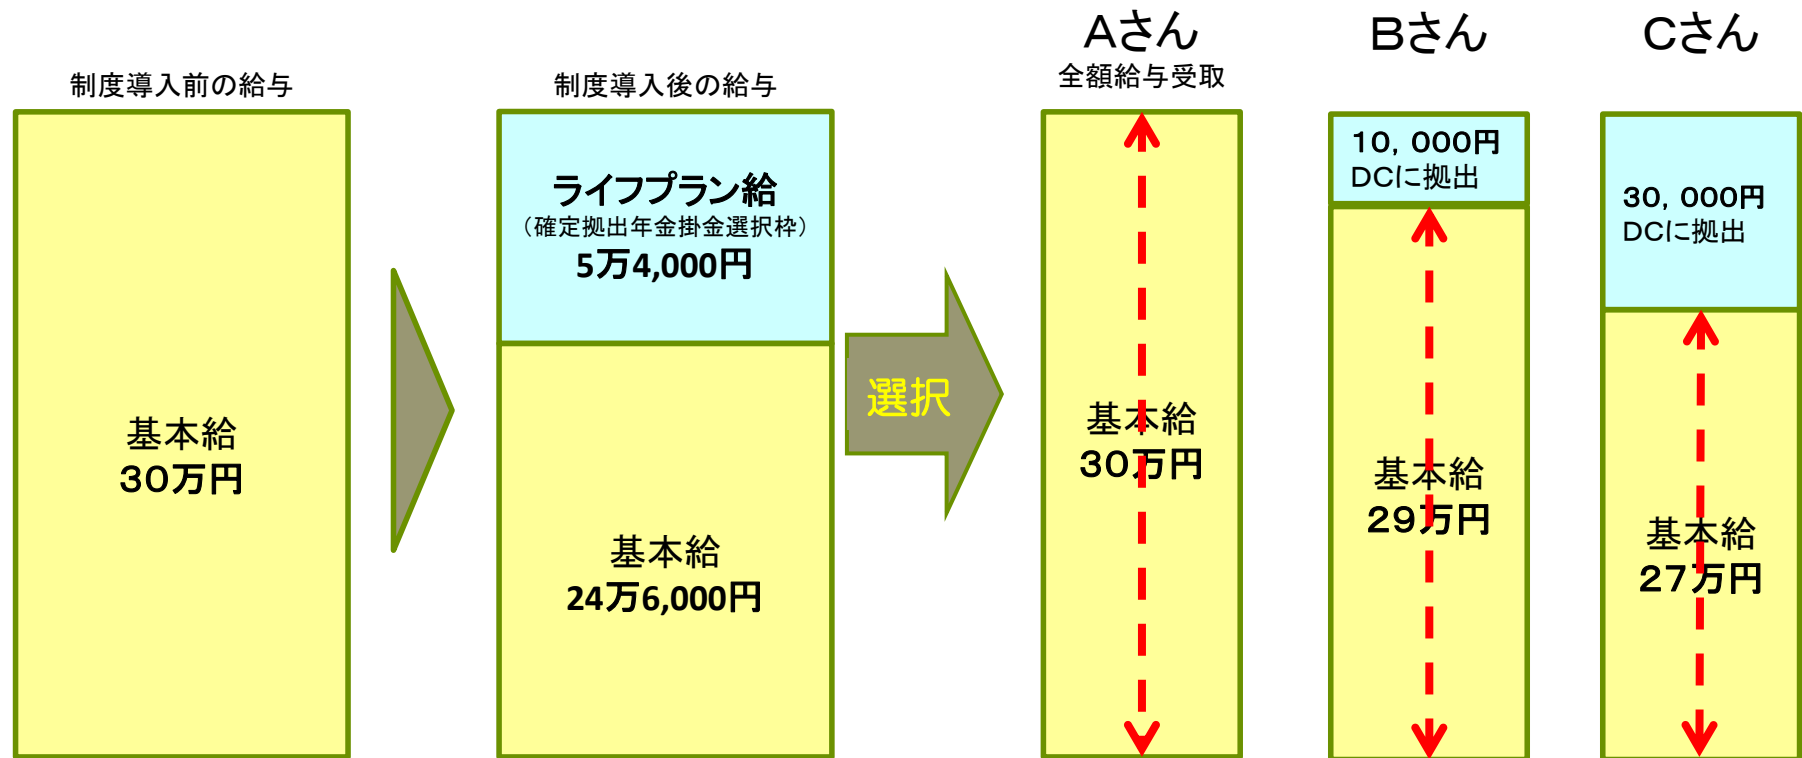 制度導入前の給与
基本給
30万円
制度導入後の給与
ライフプラン給
（確定拠出年金掛金選択枠）
5万4,000円
基本給
24万6,000円
選択
Aさん
全額給与受取
基本給
30万円
Bさん
10，000円
DCに拠出
基本給
29万円
Cさん
30，000円
DCに拠出
基本給
27万円